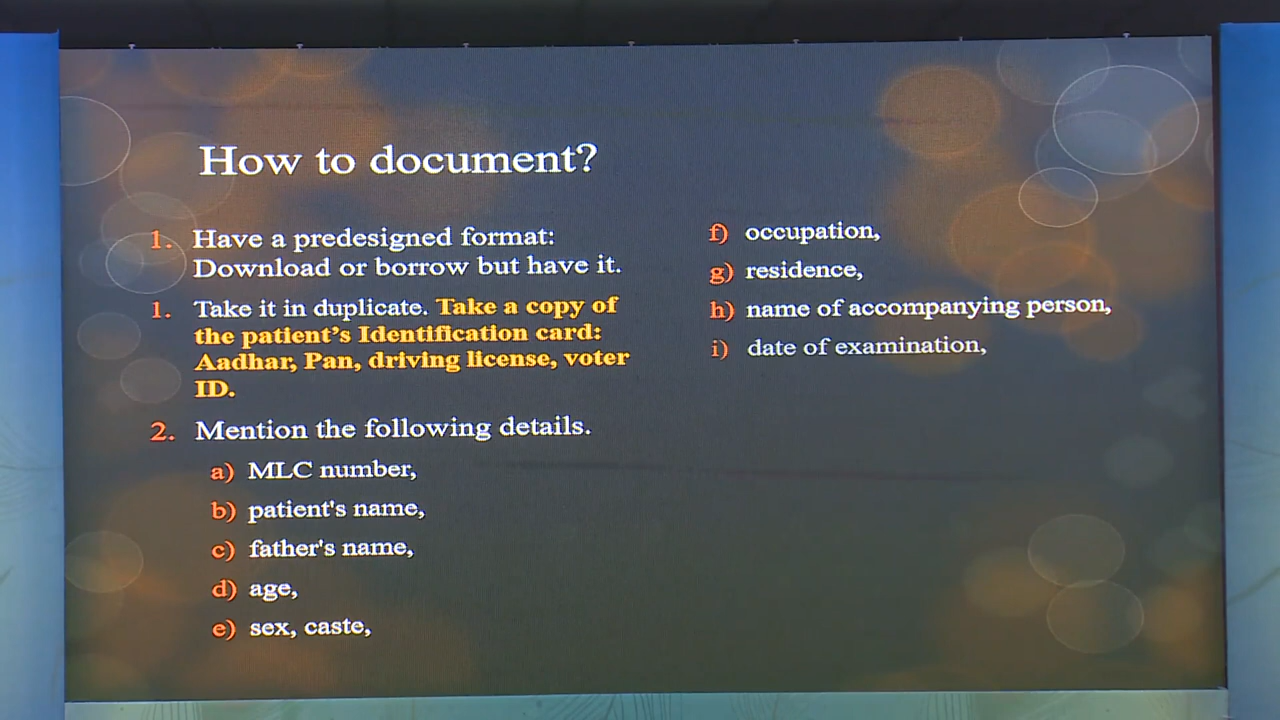 How to document?
1. Have a predesigned format:
Download or borrow but have it.
1. Take it in duplicate. Take a copy of
the patient's Identification card:
Aadhar, Pan, driving license, voter
ID.
2. Mention the following details.
a) MLC number,
b) patient's name,
c) father's name,
d) age,
e) sex, caste,
f) occupation,
g) residence,
h) name of accompanying person,
i) date of examination,